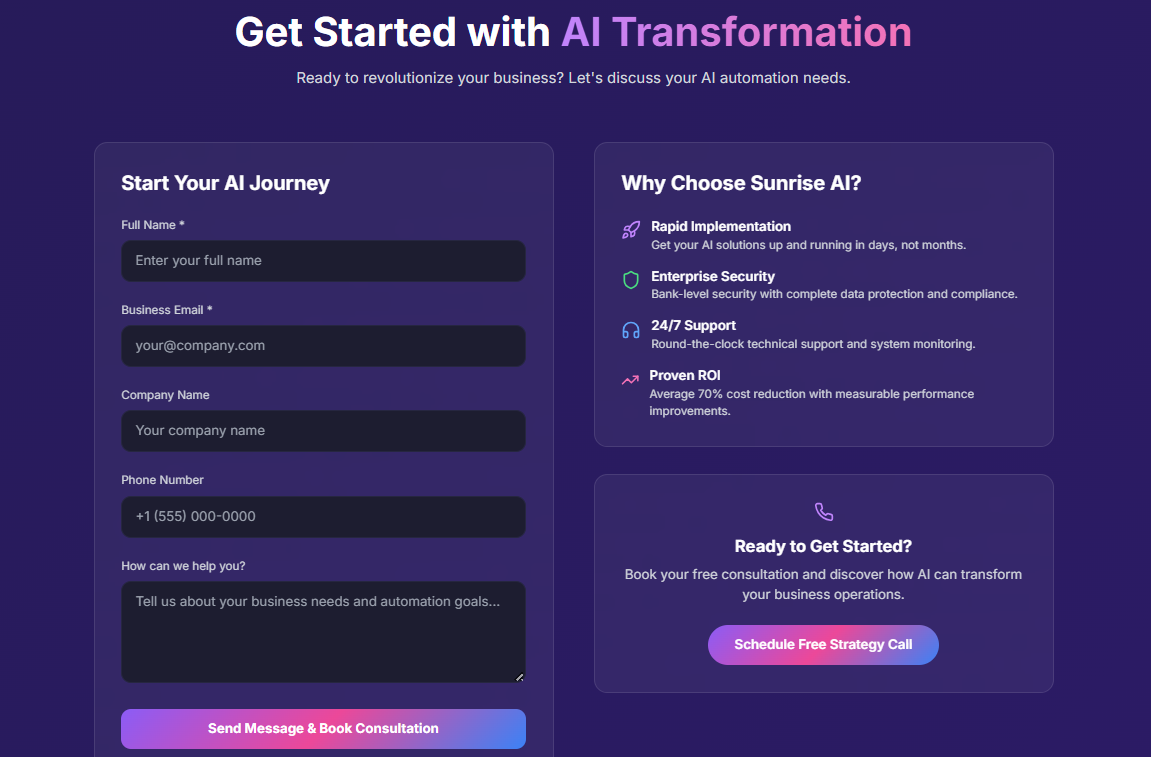 Get Started with AI Transformation
Ready to revolutionize your business? Let's discuss your AI automation needs.
Start Your AI Journey
Full Name *
Enter your full name
Business Email *
your@company.com
Company Name
Your company name
Phone Number
+1 (555) 000-0000
How can we help you?
Tell us about your business needs and automation goals...
Send Message & Book Consultation
Why Choose Sunrise AI?
Rapid Implementation
Get your AI solutions up and running in days, not months.
Enterprise Security
Bank-level security with complete data protection and compliance.
24/7 Support
Round-the-clock technical support and system monitoring.
Proven ROI
Average 70% cost reduction with measurable performance
improvements.
Ready to Get Started?
Book your free consultation and discover how AI can transform
your business operations.
Schedule Free Strategy Call